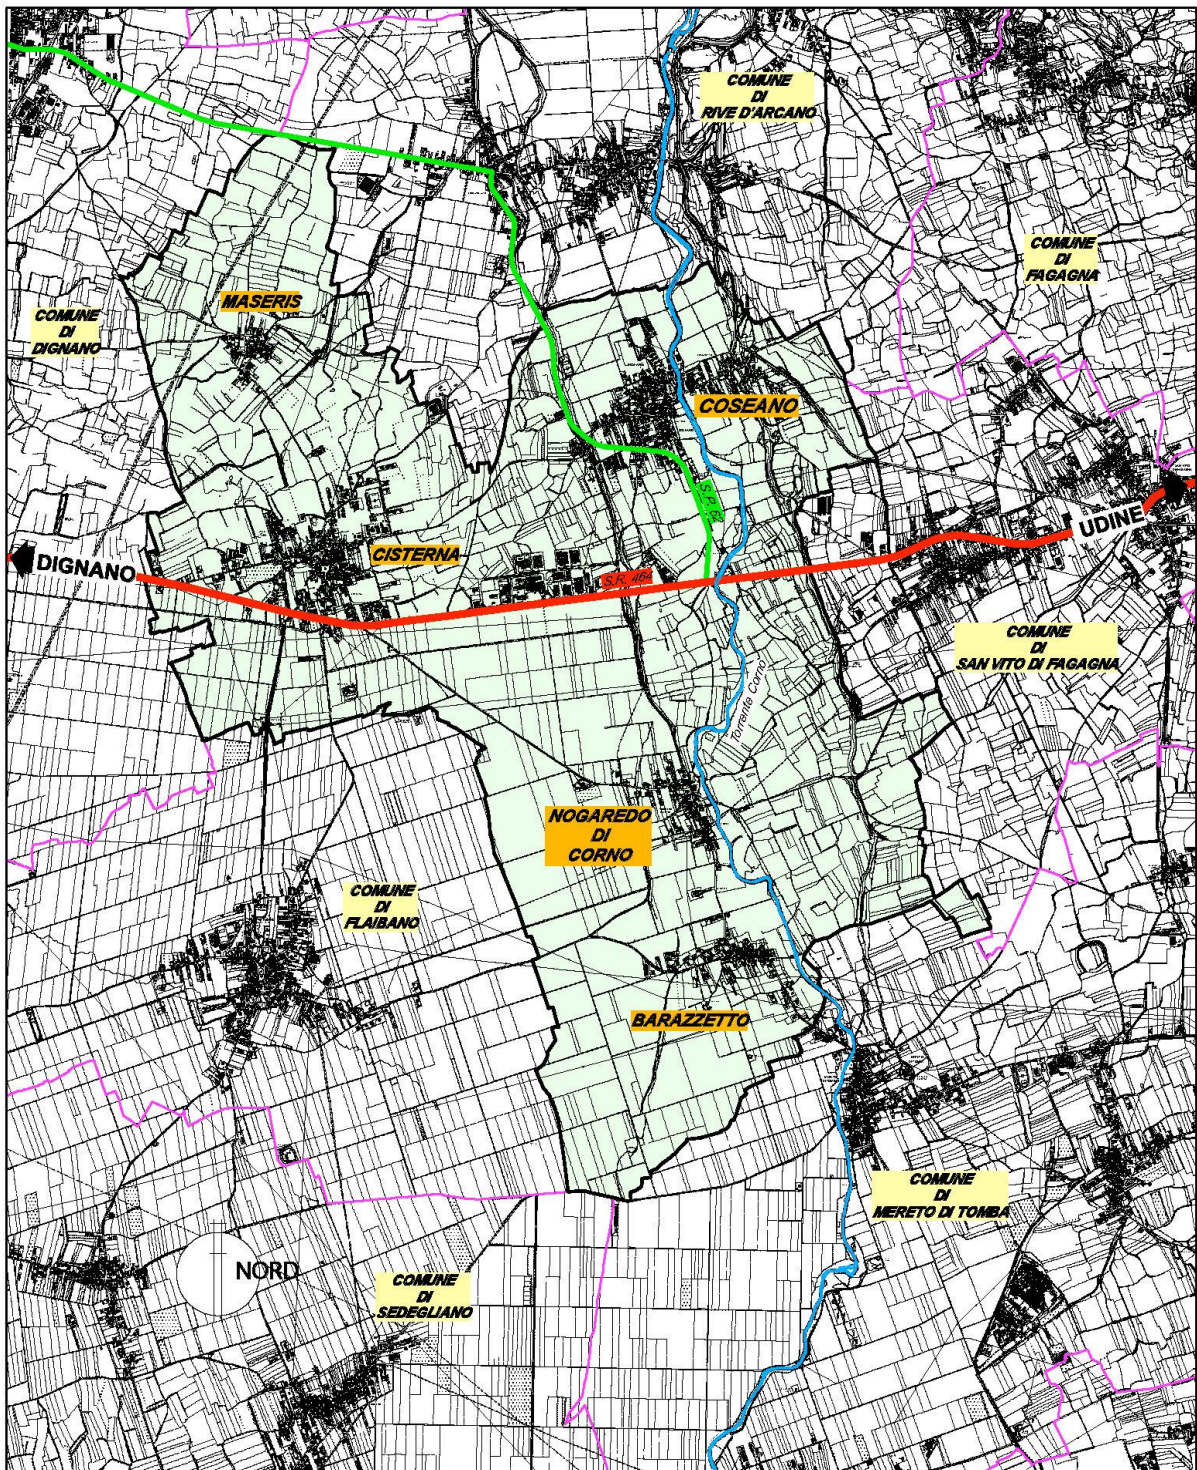 COMUNE
DI
RIVE D'ARCANO
COMUNE
DI
FAGAGNA
MASERIS
COMUNE
DI
DIGNANO
COSEANO
S.P. 62
UDINE
CISTERNA
DIGNANO
S.R. 464
COMUNE
DI
SAN VITO DI FAGAGNA
Torrente Corno
NOGAREDO
DI
CORNO
COMUNE
DI
FLAIBANO
BARAZZETTO
COMUNE
DI
MERETO DI TOMBA
NORD
COMUNE
DI
SEDEGLIANO